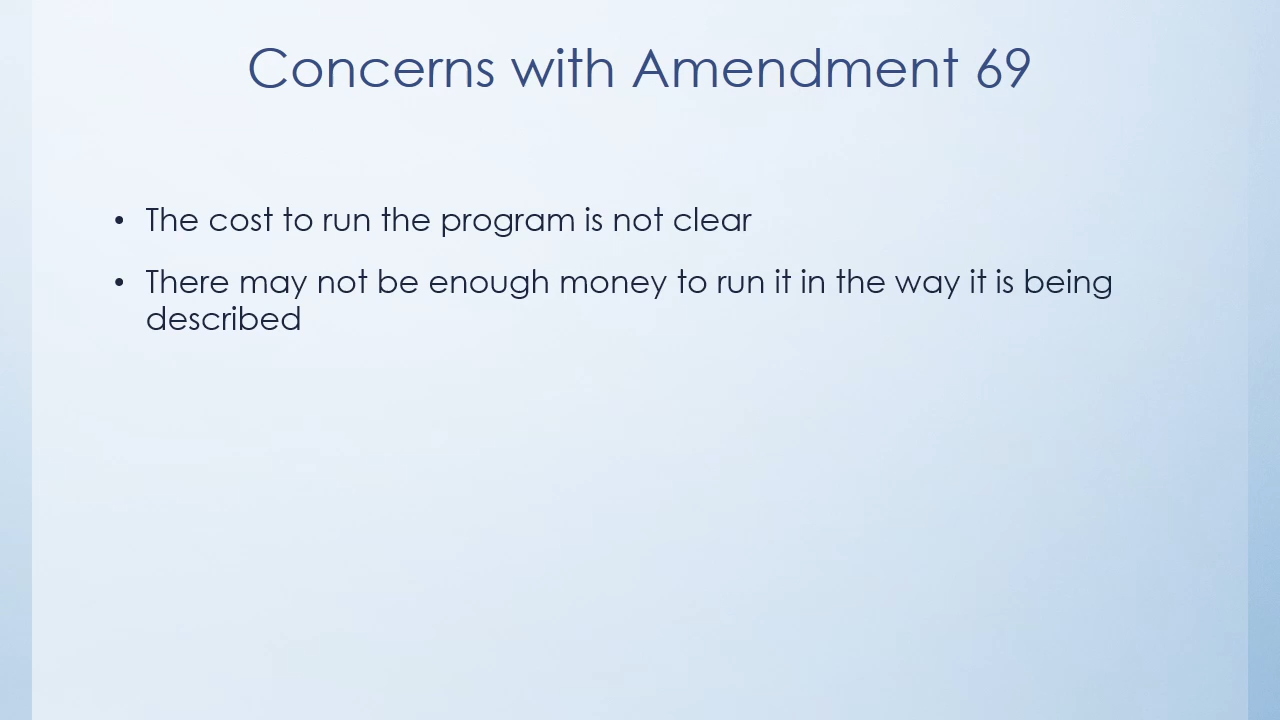 Concerns with Amendment 69
• The cost to run the program is not clear
• There may not be enough money to run it in the way it is being
described